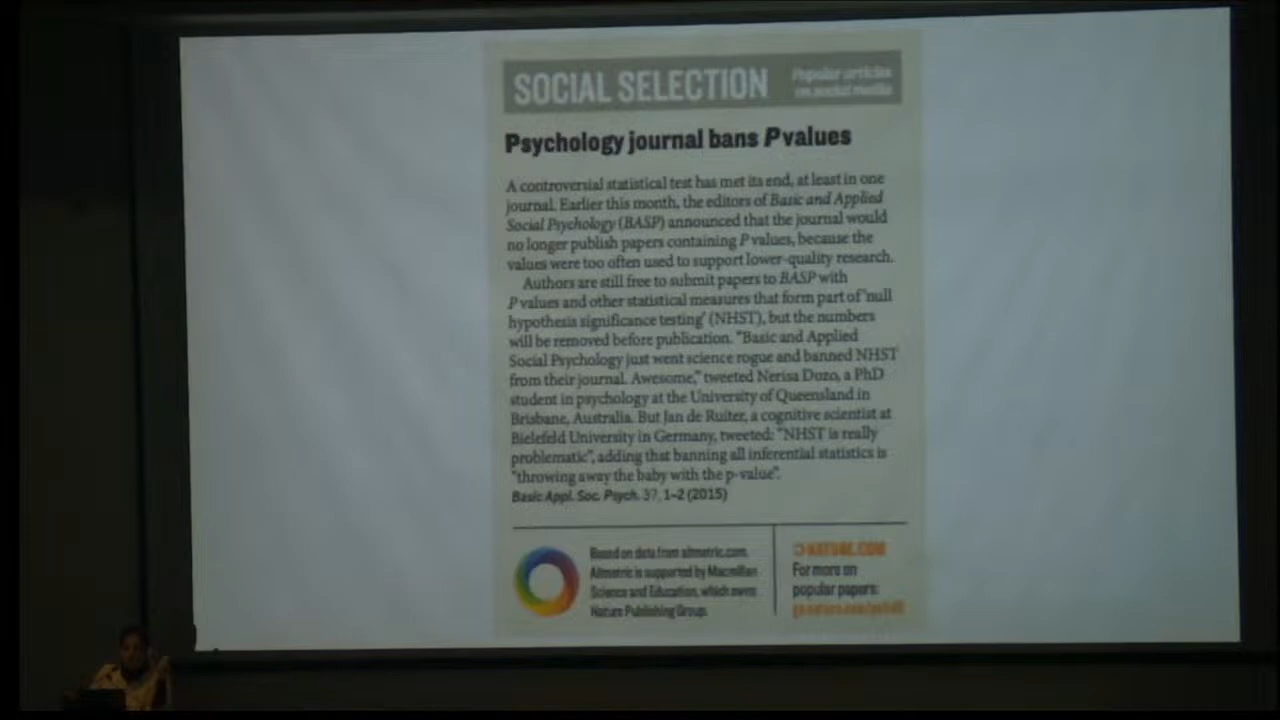 SOCIAL SELECTION
Popular articles
on social media
Psychology journal bans P values
A controversial statistical test has met its end, at least in one
journal. Earlier this month, the editors of Basic and Applied
Social Psychology (BASP) announced that the journal would
no longer publish papers containing P values, because the
values were too often used to support lower-quality research.
Authors are still free to submit papers to BASP with
P values and other statistical measures that form part of 'null
hypothesis significance testing' (NHST), but the numbers
will be removed before publication. "Basic and Applied
Social Psychology just went science rogue and banned NHST
from their journal. Awesome," tweeted Nerisa Dozo, a PhD
student in psychology at the University of Queensland in
Brisbane, Australia. But Jan de Ruiter, a cognitive scientist at
Bielefeld University in Germany, tweeted: "NHST is really
problematic", adding that banning all inferential statistics is
"throwing away the baby with the p-value".
Basic Appl. Soc. Psych. 37, 1–2 (2015)
Based on data from altmetric.com.
Altmetric is supported by Macmillan
Science and Education, which owns
Nature Publishing Group.
NATURE.COM
For more on
popular papers: